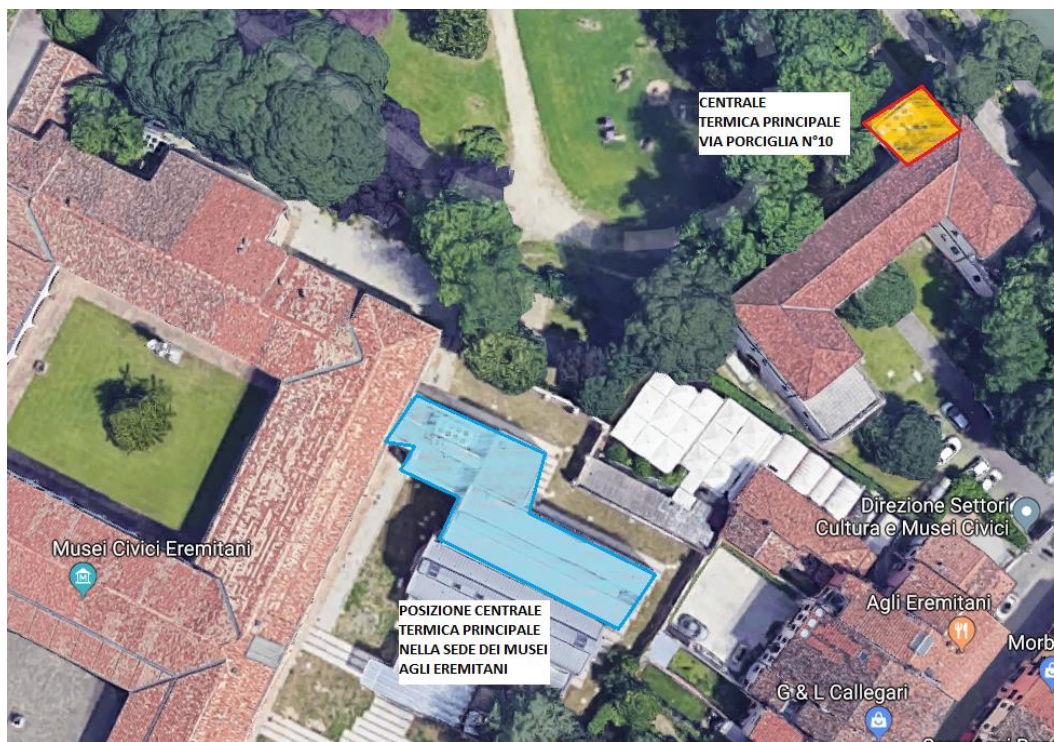 CENTRALE
TERMICA PRINCIPALE
VIA PORCIGLIA N°10
Direzione Settori
Cultura e Musei Civici
Musei Civici Eremitani
Agli Eremitani
POSIZIONE CENTRALE
TERMICA PRINCIPALE
NELLA SEDE DEI MUSEI
AGLI EREMITANI
Morb
G & L Callegari